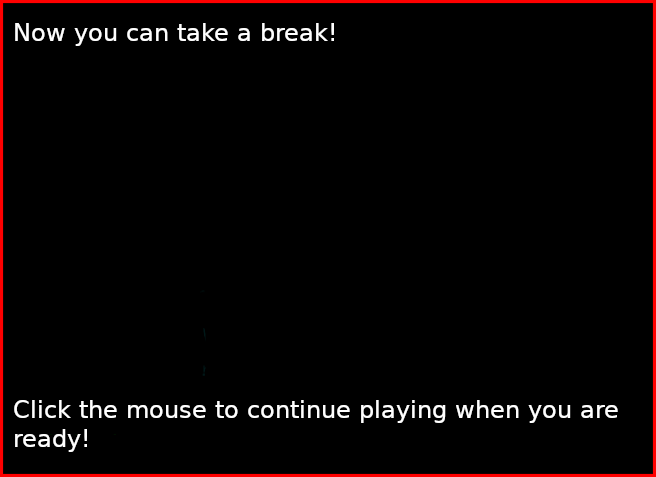 Now you can take a break!
Click the mouse to continue playing when you are
ready!